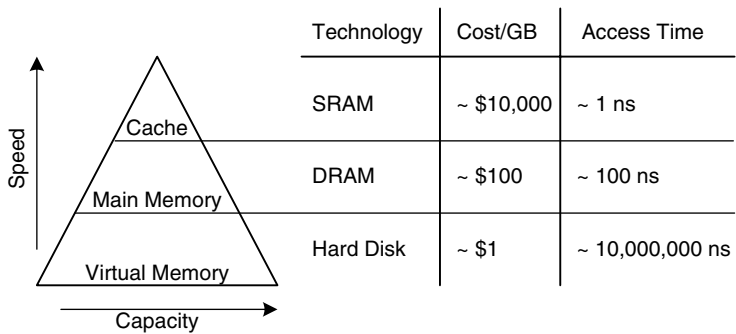 Technology Cost/GB Access Time
SRAM ~ $10,000 ~ 1 ns
Cache
Speed
DRAM ~ $100 ~ 100 ns
Main Memory
Hard Disk ~ $1 ~ 10,000,000 ns
Virtual Memory
Capacity